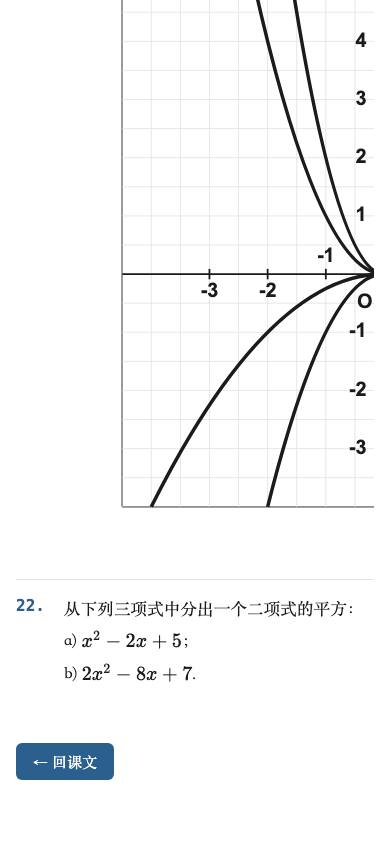 4
3
2
1
-1
-3 -2
O
-1
-2
-3
22. 从下列三项式中分出一个二项式的平方：
a) x² − 2x + 5;
b) 2x² − 8x + 7.
← 回课文